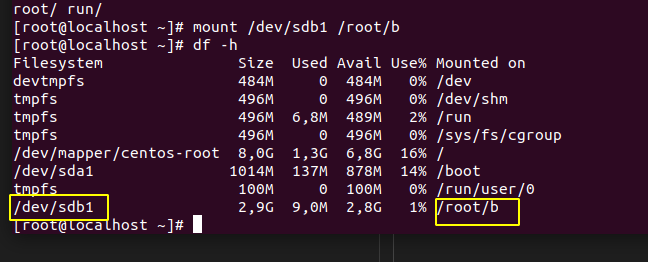 root/ run/
[root@localhost ~]# mount /dev/sdb1 /root/b
[root@localhost ~]# df -h
Filesystem Size Used Avail Use% Mounted on
devtmpfs 484M 0 484M 0% /dev
tmpfs 496M 0 496M 0% /dev/shm
tmpfs 496M 6,8M 489M 2% /run
tmpfs 496M 0 496M 0% /sys/fs/cgroup
/dev/mapper/centos-root 8,0G 1,3G 6,8G 16% /
/dev/sda1 1014M 137M 878M 14% /boot
tmpfs 100M 0 100M 0% /run/user/0
/dev/sdb1 2,9G 9,0M 2,8G 1% /root/b
[root@localhost ~]#